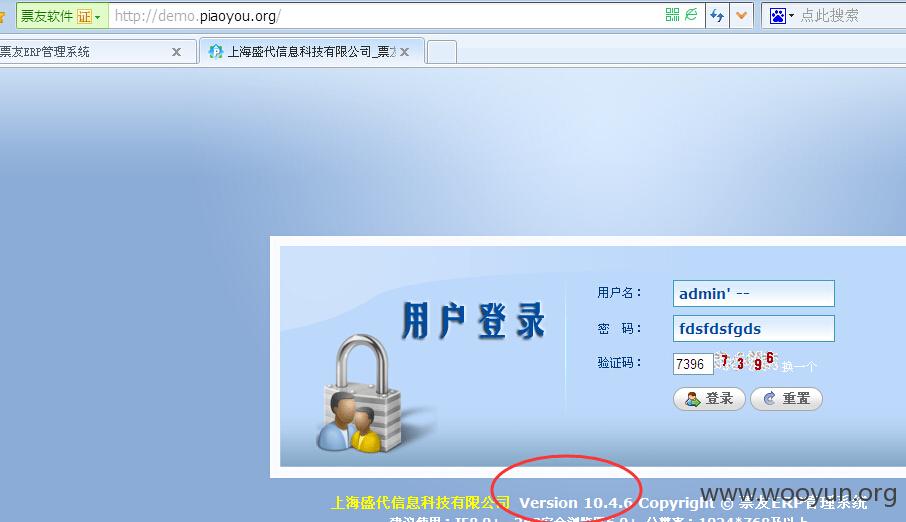 票友软件 证 http://demo.piaoyou.org/ 点此搜索
票友ERP管理系统 上海盛代信息科技有限公司_票
用户登录
用户名： admin' --
密 码： fdsfdsfgds
验证码： 7396 7396 换一个
登录 重置
上海盛代信息科技有限公司 Version 10.4.6 Copyright © 票友ERP管理系统
www.wooyun.org